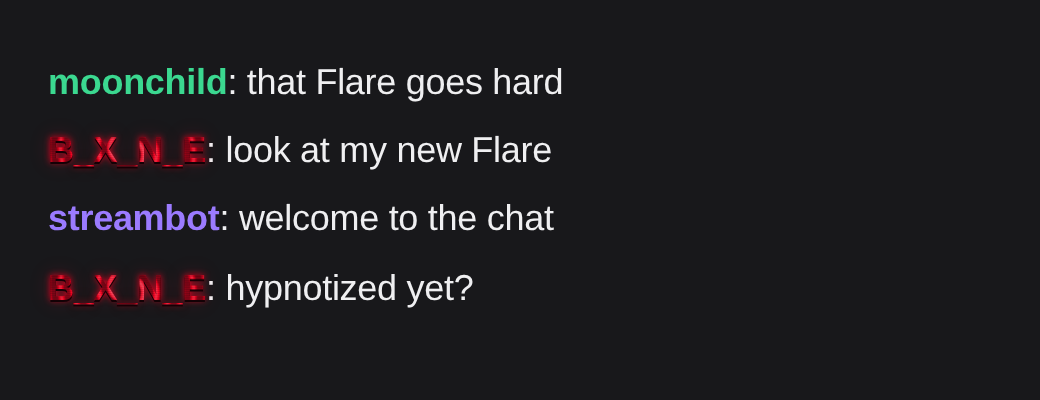 moonchild: that Flare goes hard
B_X_N_E: look at my new Flare
streambot: welcome to the chat
B_X_N_E: hypnotized yet?